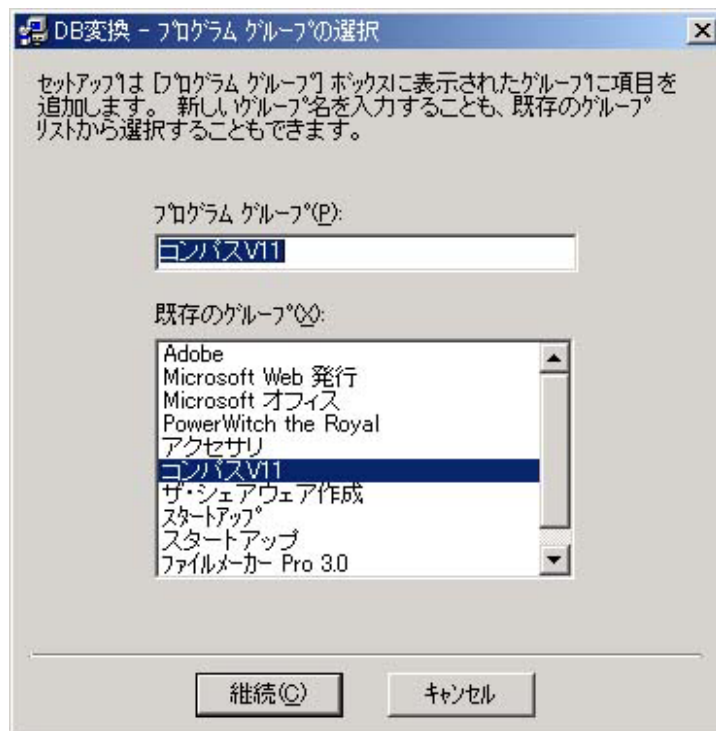 DB変換 - ﾌﾟﾛｸﾞﾗﾑ ｸﾞﾙｰﾌﾟの選択
ｾｯﾄｱｯﾌﾟは [ﾌﾟﾛｸﾞﾗﾑ ｸﾞﾙｰﾌﾟ] ﾎﾞｯｸｽに表示されたｸﾞﾙｰﾌﾟに項目を
追加します。 新しいｸﾞﾙｰﾌﾟ名を入力することも、既存のｸﾞﾙｰﾌﾟ
ﾘｽﾄから選択することもできます。
ﾌﾟﾛｸﾞﾗﾑ ｸﾞﾙｰﾌﾟ(P):
コンパスV11
既存のｸﾞﾙｰﾌﾟ(X):
Adobe
Microsoft Web 発行
Microsoft オフィス
PowerWitch the Royal
アクセサリ
コンパスV11
ザ・シェアウェア作成
ｽﾀｰﾄｱｯﾌﾟ
スタートアップ
ﾌｧｲﾙﾒｰｶｰ Pro 3.0
継続(C)
ｷｬﾝｾﾙ